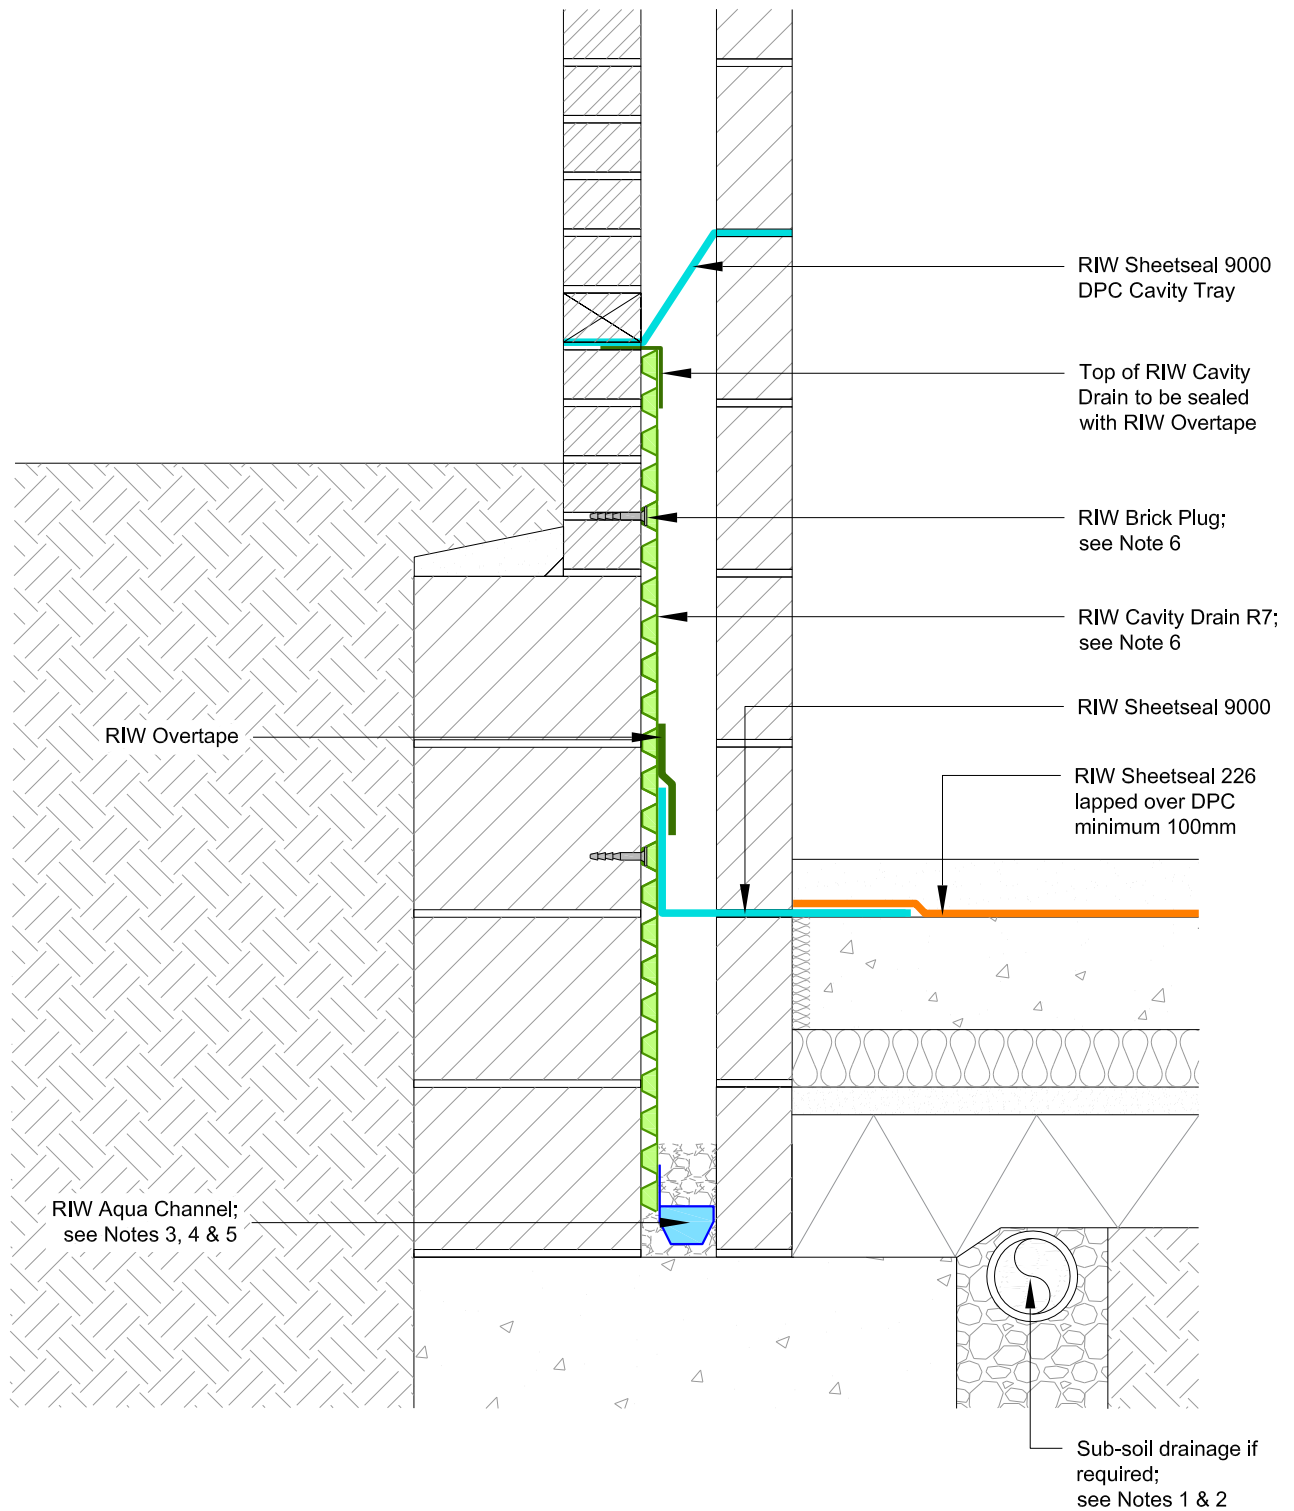 RIW Sheetseal 9000
DPC Cavity Tray
Top of RIW Cavity
Drain to be sealed
with RIW Overtape
RIW Brick Plug;
see Note 6
RIW Cavity Drain R7;
see Note 6
RIW Sheetseal 9000
RIW Overtape
RIW Sheetseal 226
lapped over DPC
minimum 100mm
RIW Aqua Channel;
see Notes 3, 4 & 5
Sub-soil drainage if
required;
see Notes 1 & 2